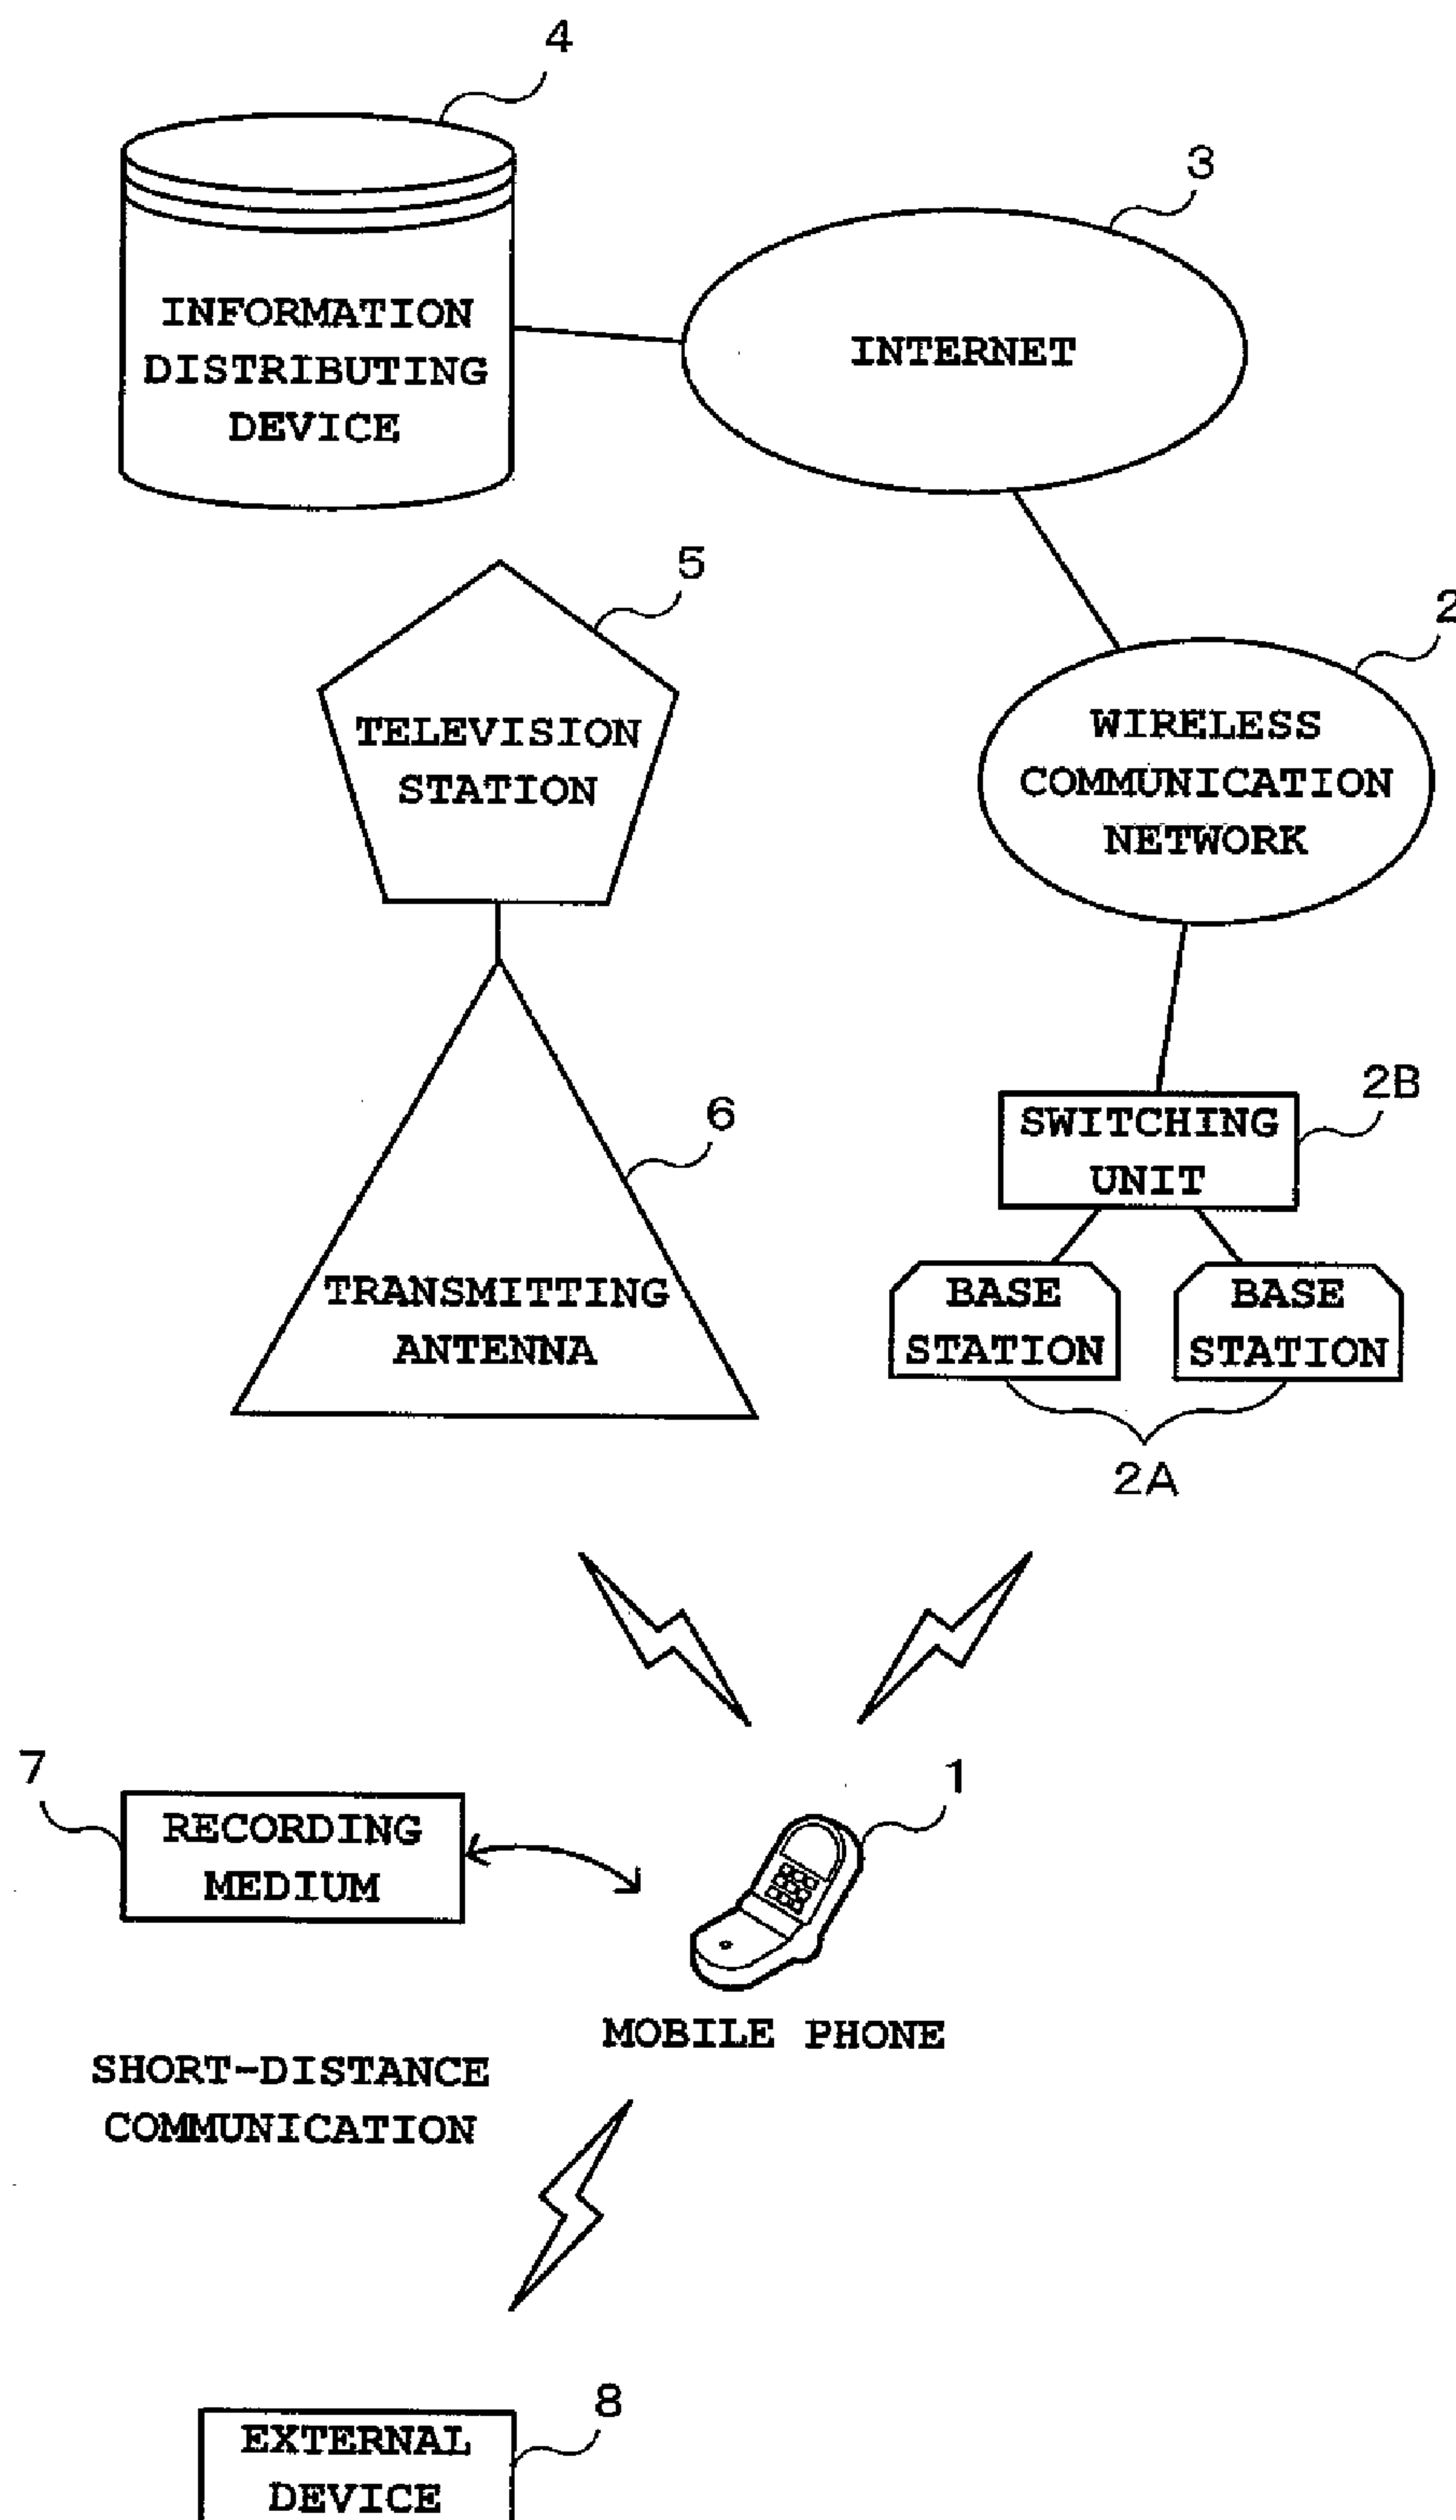 4
3
INFORMATION
DISTRIBUTING
DEVICE
INTERNET
5
2
TELEVISION
STATION
WIRELESS
COMMUNICATION
NETWORK
2B
6
SWITCHING
UNIT
TRANSMITTING
ANTENNA
BASE
STATION
BASE
STATION
2A
7
1
RECORDING
MEDIUM
MOBILE PHONE
SHORT-DISTANCE
COMMUNICATION
8
EXTERNAL
DEVICE